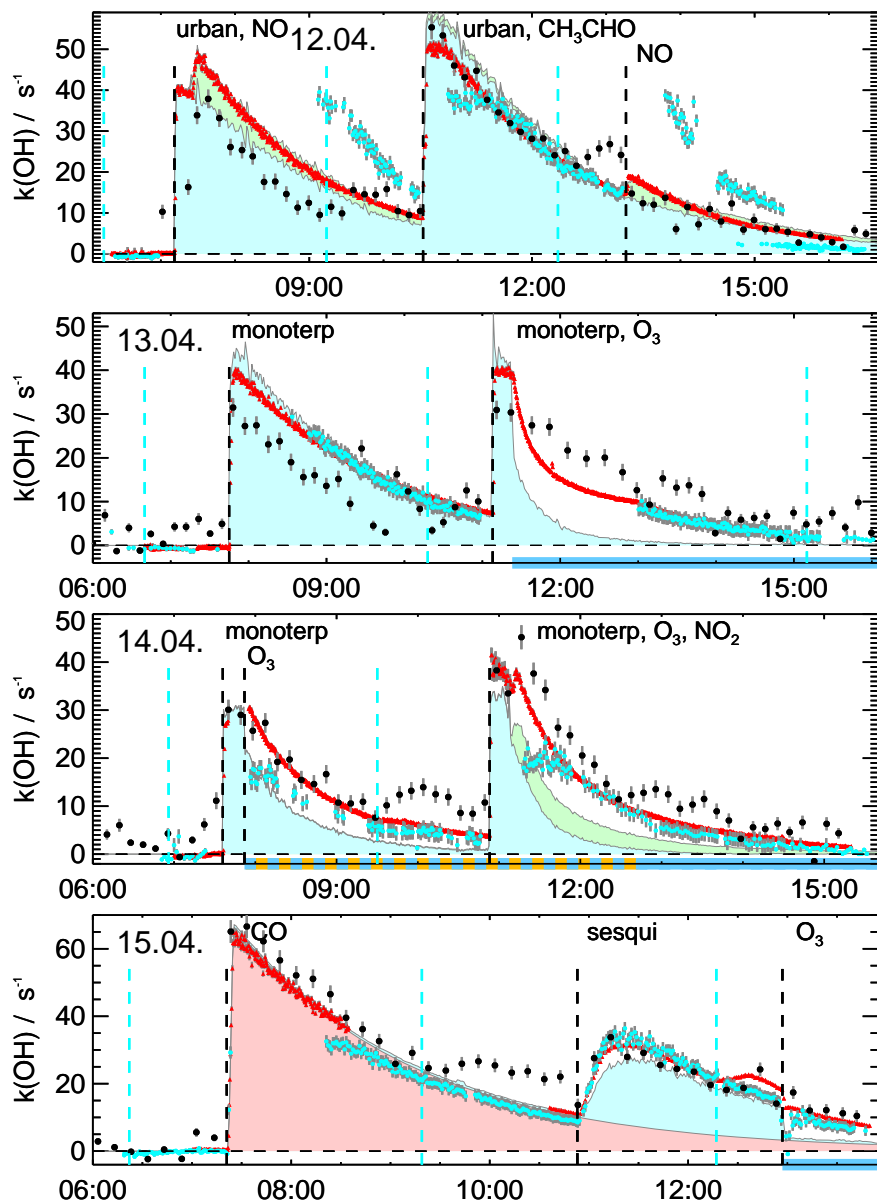 urban, NO 12.04. urban, CH₃CHO
NO
k(OH) / s⁻¹
50
40
30
20
10
0
09:00 12:00 15:00
13.04. monoterp monoterp, O₃
k(OH) / s⁻¹
50
40
30
20
10
0
06:00 09:00 12:00 15:00
14.04. monoterp monoterp, O₃, NO₂
O₃
k(OH) / s⁻¹
50
40
30
20
10
0
06:00 09:00 12:00 15:00
15.04. CO sesqui O₃
k(OH) / s⁻¹
60
40
20
0
06:00 08:00 10:00 12:00